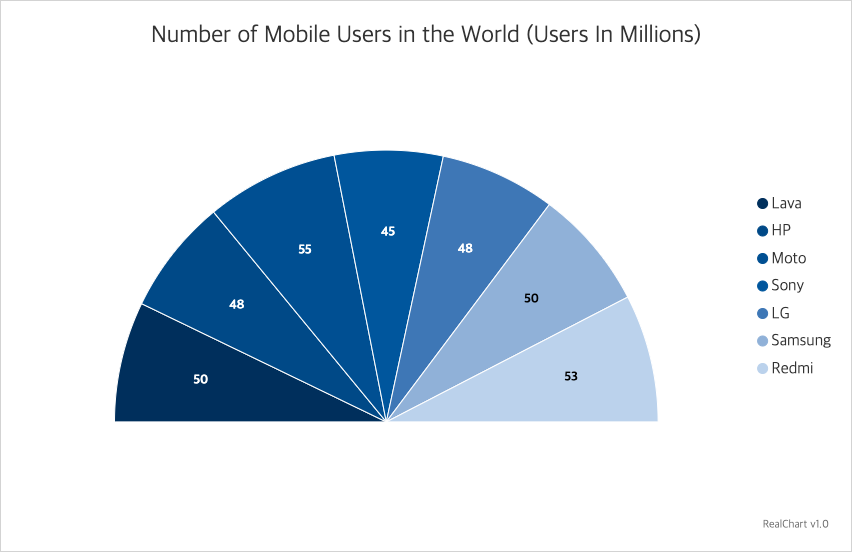 Number of Mobile Users in the World (Users In Millions)
45
55
48
48
50
50
53
Lava
HP
Moto
Sony
LG
Samsung
Redmi
RealChart v1.0